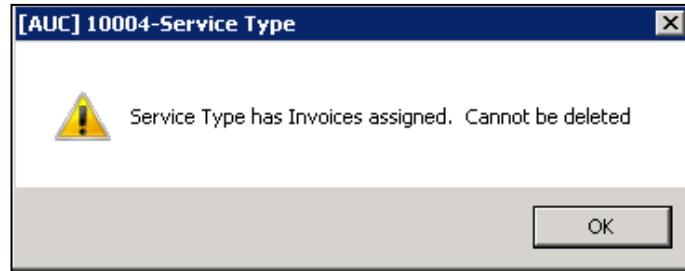 [AUC] 10004-Service Type
Service Type has Invoices assigned.  Cannot be deleted
OK